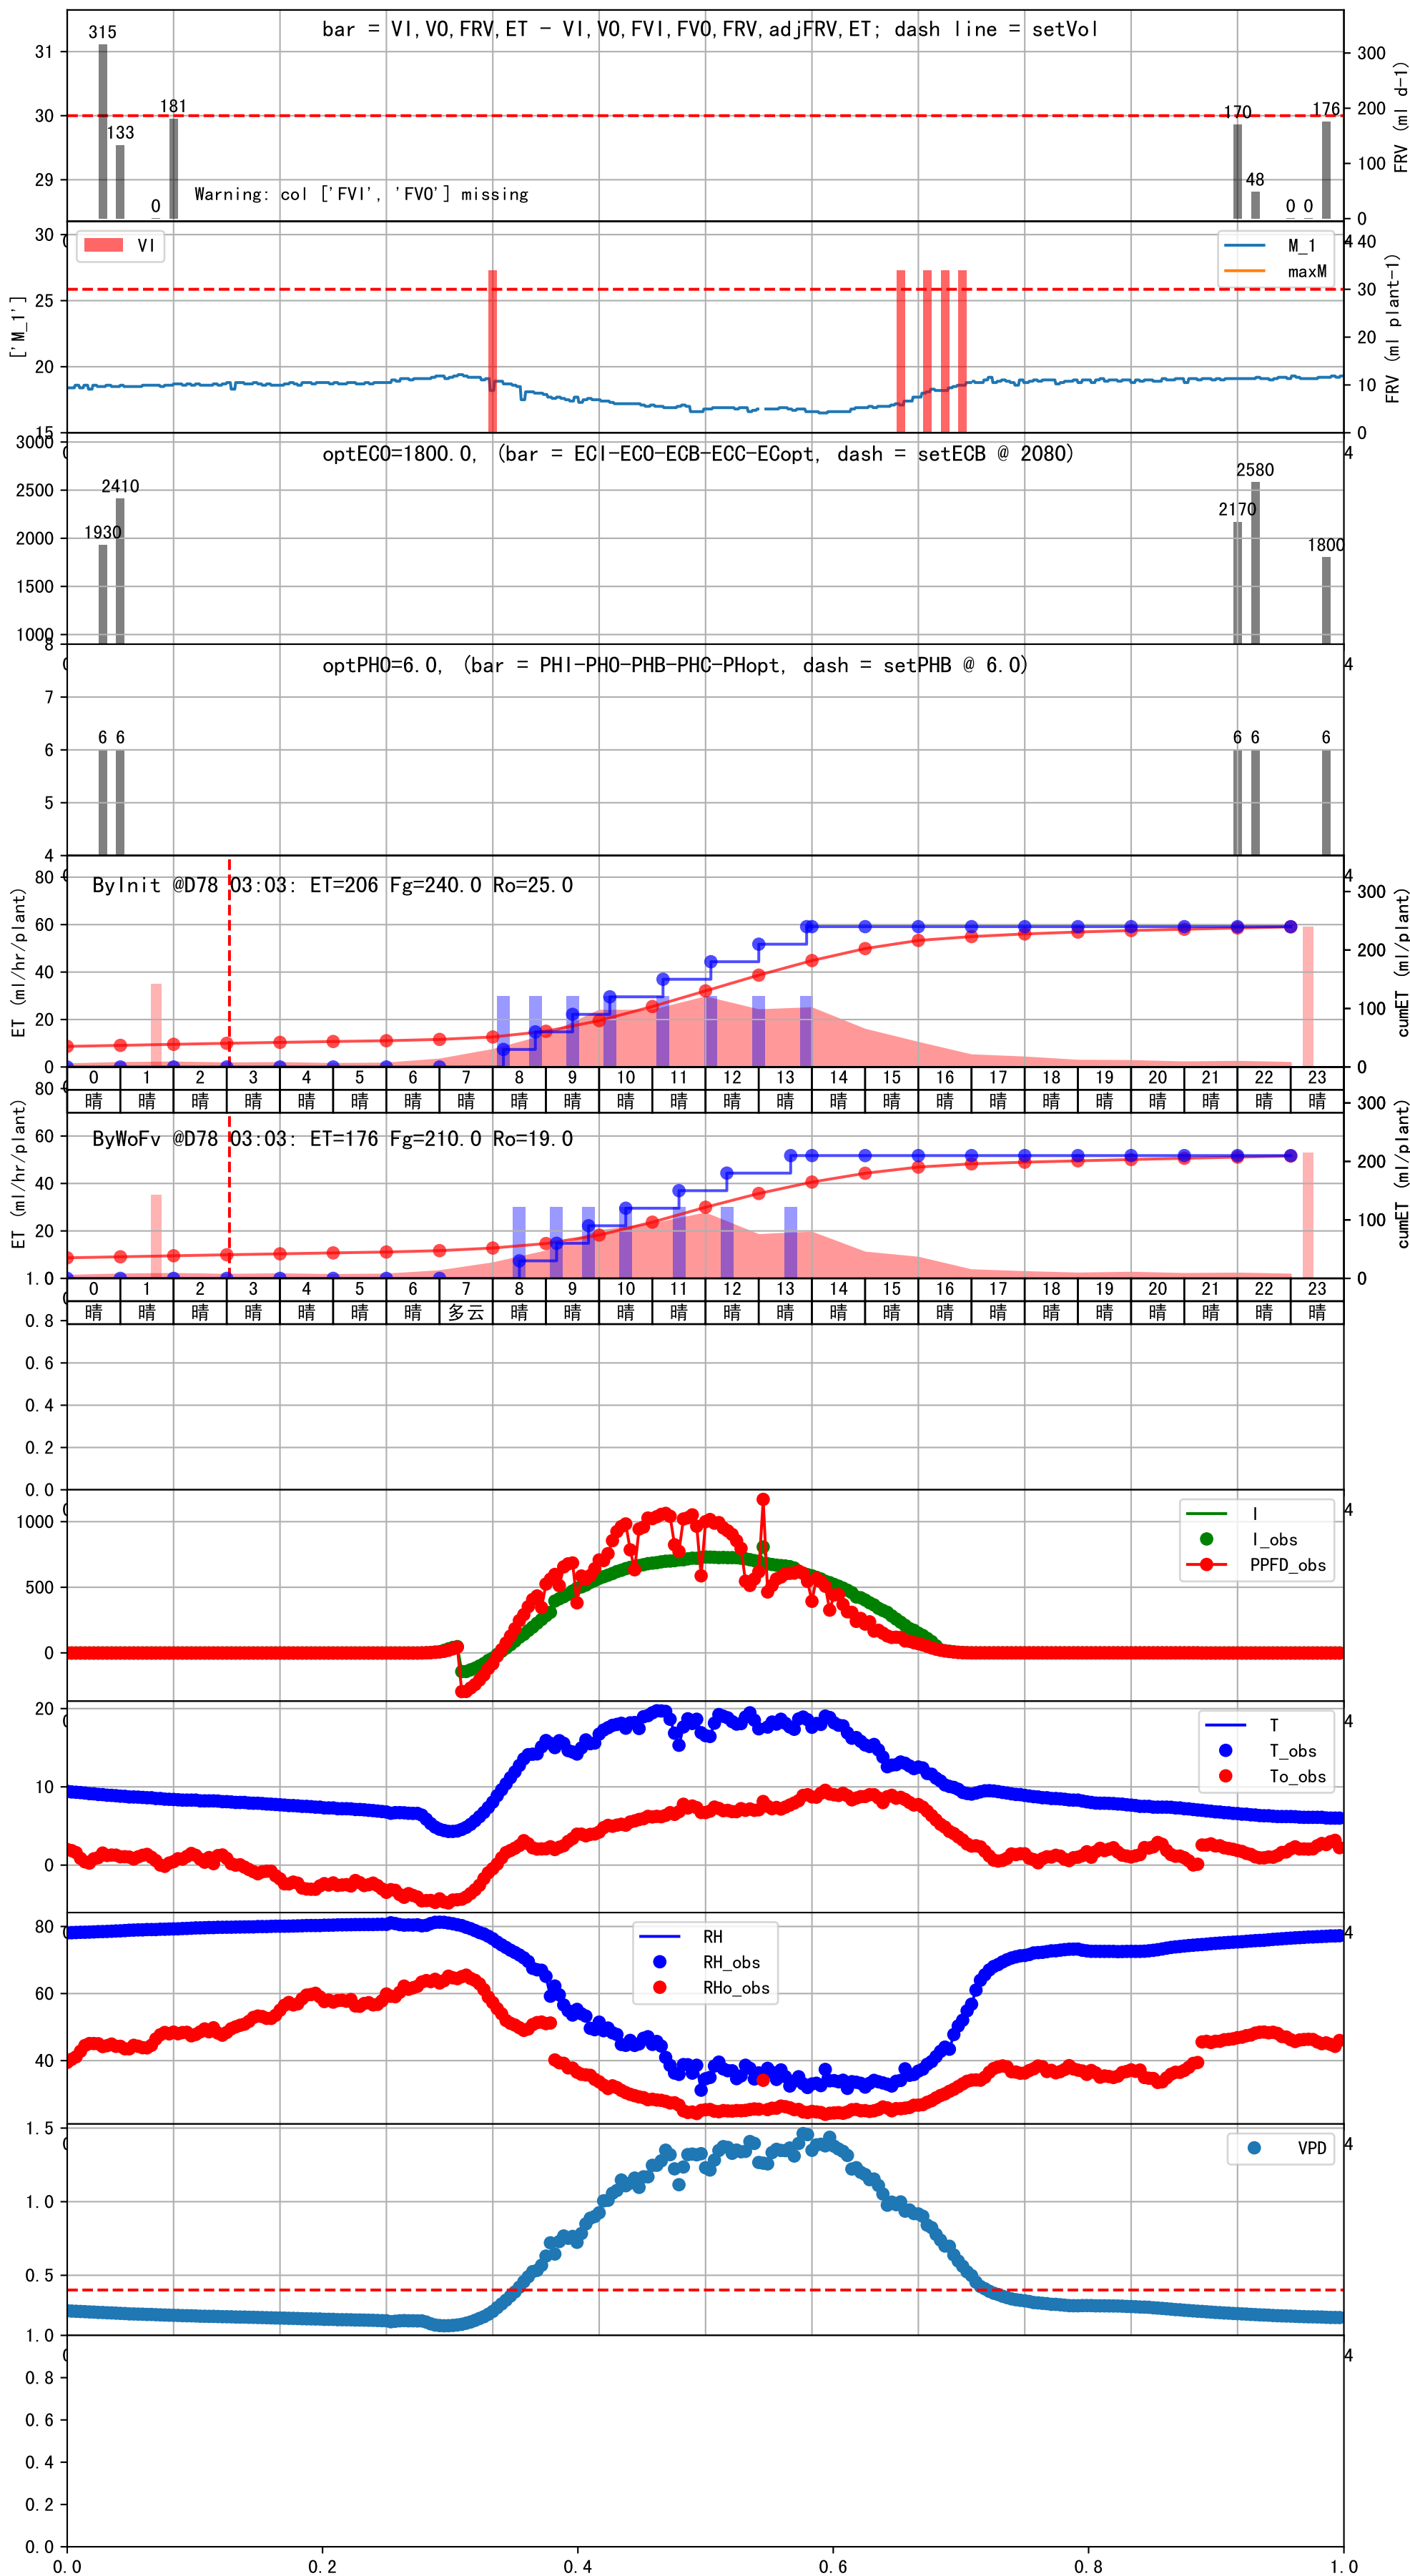 bar = VI,VO,FRV,ET - VI,VO,FVI,FVO,FRV,adjFRV,ET; dash line = setVol
315
133
0
181
170
48
0 0
176
31
30
29
300
200
100
0
FRV (ml d-1)
Warning: col ['FVI', 'FVO'] missing
VI
M_1
maxM
['M_1']
30
25
20
15
40
30
20
10
0
FRV (ml plant-1)
optECO=1800.0, (bar = ECI-ECO-ECB-ECC-ECopt, dash = setECB @ 2080)
3000
2500
2000
1500
1000
1930
2410
2170
2580
1800
optPHO=6.0, (bar = PHI-PHO-PHB-PHC-PHopt, dash = setPHB @ 6.0)
8
7
6
5
4
6 6
6 6
6
ByInit @D78 03:03: ET=206 Fg=240.0 Ro=25.0
ET (ml/hr/plant)
80
60
40
20
0
300
200
100
0
cumET (ml/plant)
0 1 2 3 4 5 6 7 8 9 10 11 12 13 14 15 16 17 18 19 20 21 22 23
晴 晴 晴 晴 晴 晴 晴 晴 晴 晴 晴 晴 晴 晴 晴 晴 晴 晴 晴 晴 晴 晴 晴 晴
ByWoFv @D78 03:03: ET=176 Fg=210.0 Ro=19.0
ET (ml/hr/plant)
80
60
40
20
300
200
100
0
cumET (ml/plant)
0 1 2 3 4 5 6 7 8 9 10 11 12 13 14 15 16 17 18 19 20 21 22 23
晴 晴 晴 晴 晴 晴 晴 多云 晴 晴 晴 晴 晴 晴 晴 晴 晴 晴 晴 晴 晴 晴 晴 晴
1.0
0.8
0.6
0.4
0.2
0.0
1000
500
0
I
I_obs
PPFD_obs
20
10
0
T
T_obs
To_obs
80
60
40
RH
RH_obs
RHo_obs
1.5
1.0
0.5
VPD
1.0
0.8
0.6
0.4
0.2
0.0
0.0 0.2 0.4 0.6 0.8 1.0